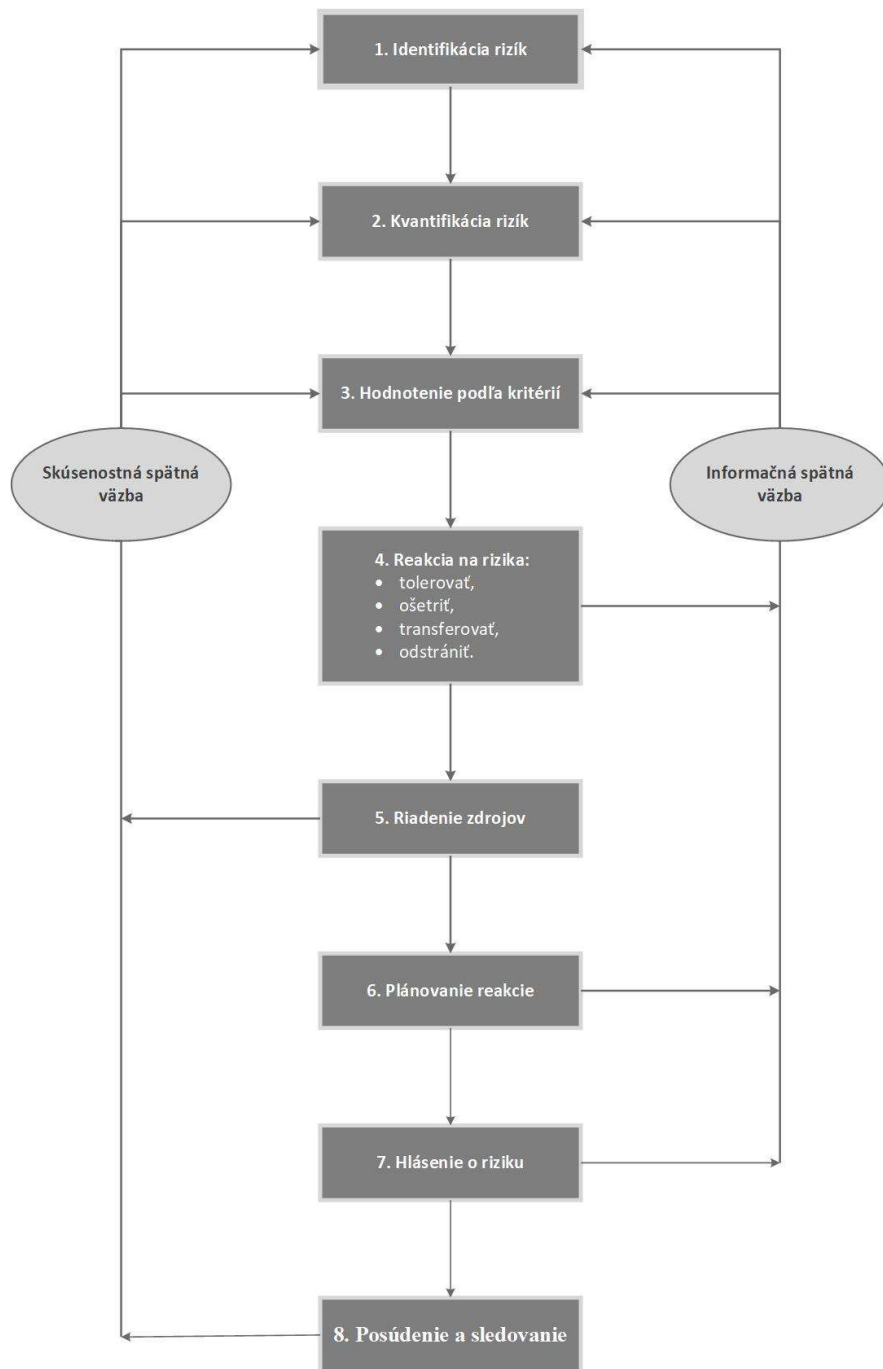 1. Identifikácia rizík
2. Kvantifikácia rizík
3. Hodnotenie podľa kritérií
Skúsenostná spätná
väzba
Informačná spätná
väzba
4. Reakcia na rizika:
• tolerovať,
• ošetriť,
• transferovať,
• odstrániť.
5. Riadenie zdrojov
6. Plánovanie reakcie
7. Hlásenie o riziku
8. Posúdenie a sledovanie